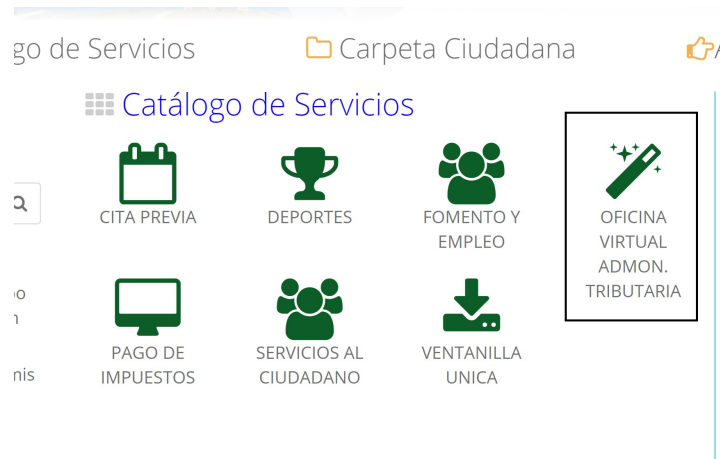 go de Servicios
Carpeta Ciudadana
Catálogo de Servicios
CITA PREVIA
DEPORTES
FOMENTO Y
EMPLEO
OFICINA
VIRTUAL
ADMON.
TRIBUTARIA
PAGO DE
IMPUESTOS
SERVICIOS AL
CIUDADANO
VENTANILLA
UNICA